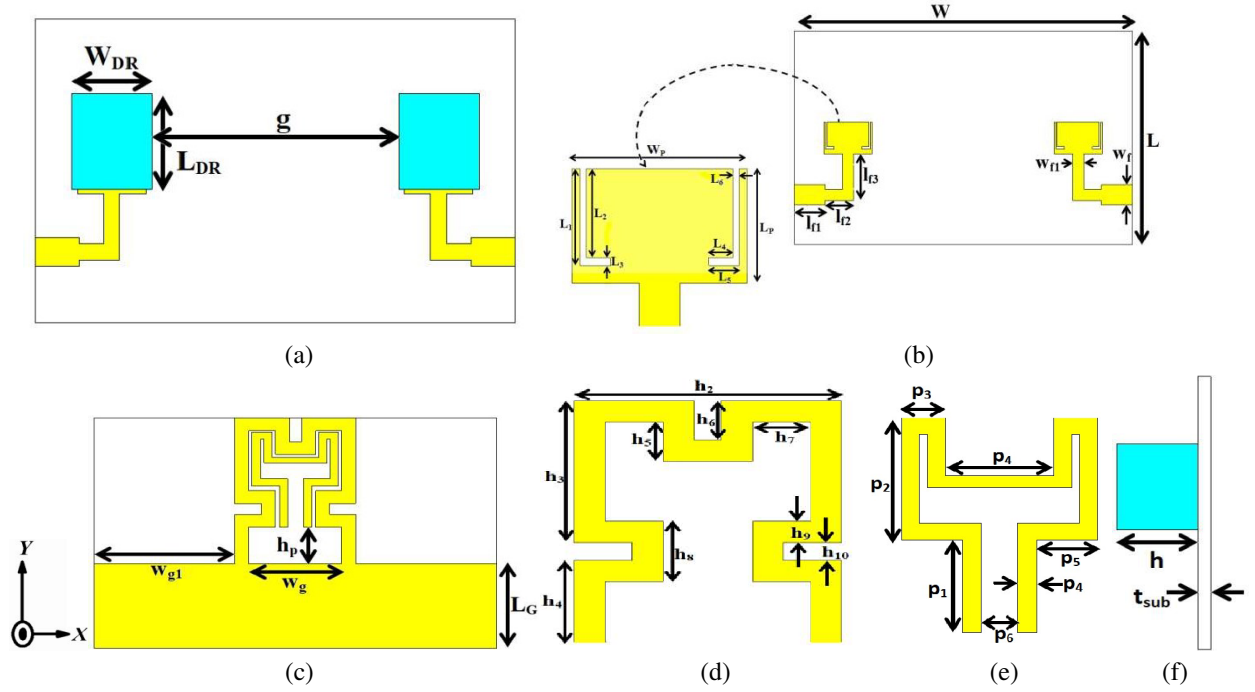 W_DR
g
L_DR
(a)
W
W_P
L_6
L_1
L_2
L_3
L_4
L_5
L_P
w_f1
w_f
L
l_f1
l_f2
l_f3
(b)
Y
X
w_g1
h_p
w_g
L_G
(c)
h_2
h_3
h_5
h_6
h_7
h_8
h_9
h_10
h_4
(d)
p_3
p_2
p_4
p_5
p_1
p_4
p_6
(e)
h
t_sub
(f)